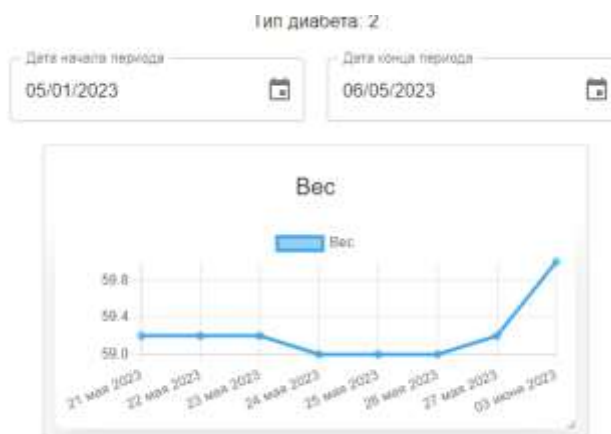 Тип диабета: 2
Дата начала периода
Дата конца периода
05/01/2023
06/05/2023
Вес
Вес
59.8
59.4
59.0
21 мая 2023
22 мая 2023
23 мая 2023
24 мая 2023
25 мая 2023
26 мая 2023
27 мая 2023
03 июня 2023